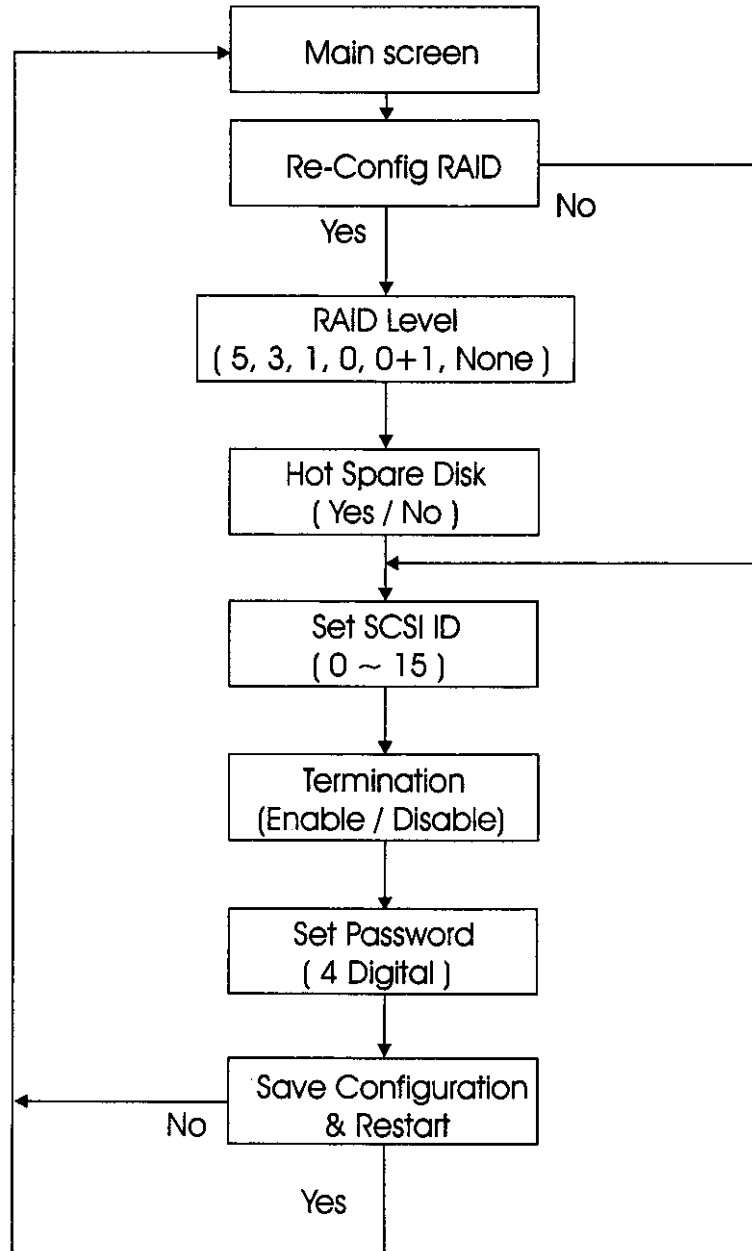 Main screen
Re-Config RAID
No
Yes
RAID Level
( 5, 3, 1, 0, 0+1, None )
Hot Spare Disk
( Yes / No )
Set SCSI ID
( 0 ~ 15 )
Termination
(Enable / Disable)
Set Password
( 4 Digital )
Save Configuration
& Restart
No
Yes